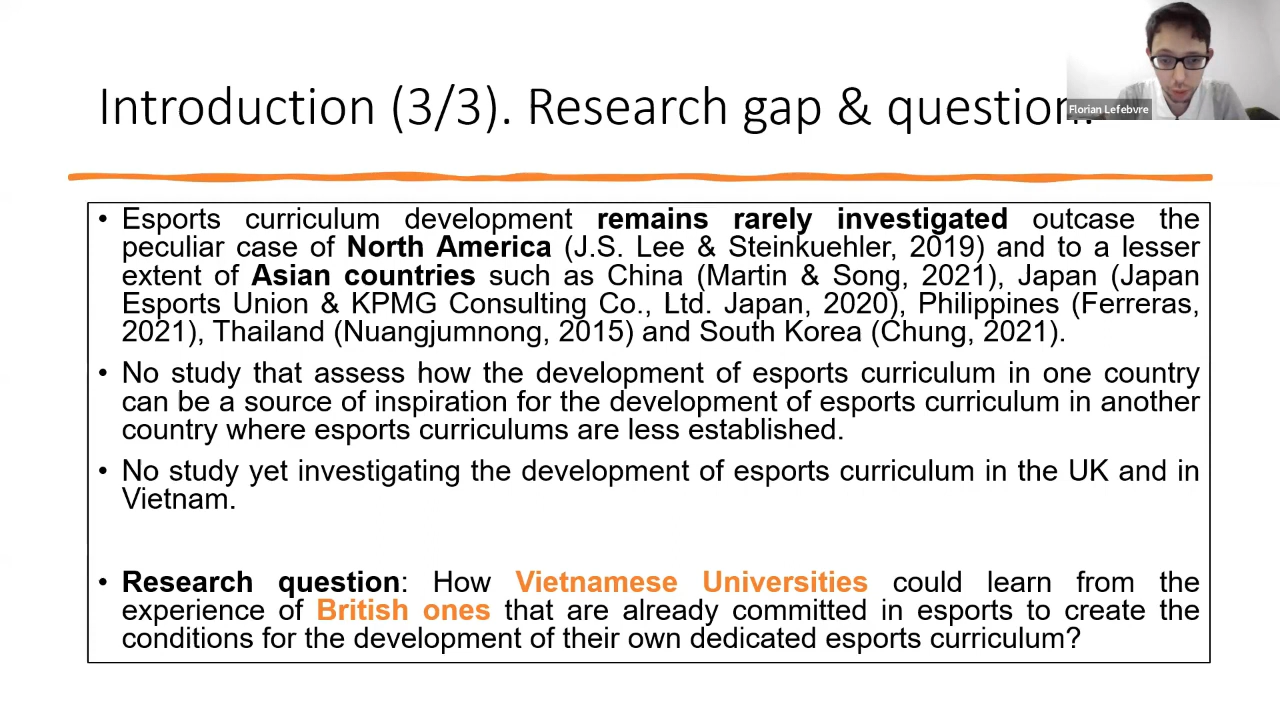 Introduction (3/3). Research gap & question.
Florian Lefebvre
• Esports curriculum development remains rarely investigated outcase the
peculiar case of North America (J.S. Lee & Steinkuehler, 2019) and to a lesser
extent of Asian countries such as China (Martin & Song, 2021), Japan (Japan
Esports Union & KPMG Consulting Co., Ltd. Japan, 2020), Philippines (Ferreras,
2021), Thailand (Nuangjumnong, 2015) and South Korea (Chung, 2021).
• No study that assess how the development of esports curriculum in one country
can be a source of inspiration for the development of esports curriculum in another
country where esports curriculums are less established.
• No study yet investigating the development of esports curriculum in the UK and in
Vietnam.
• Research question: How Vietnamese Universities could learn from the
experience of British ones that are already committed in esports to create the
conditions for the development of their own dedicated esports curriculum?